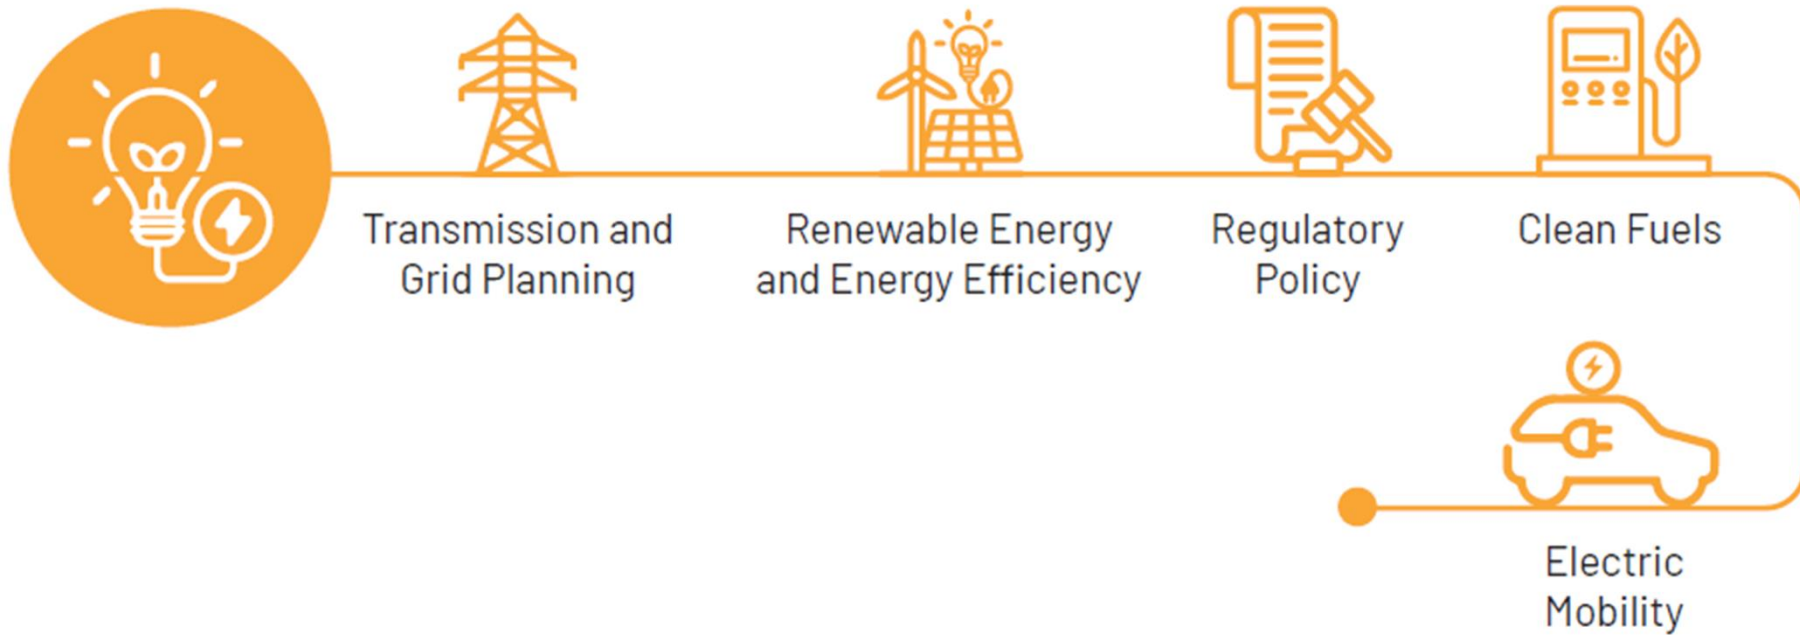 Transmission and
Grid Planning
Renewable Energy
and Energy Efficiency
Regulatory
Policy
Clean Fuels
Electric
Mobility